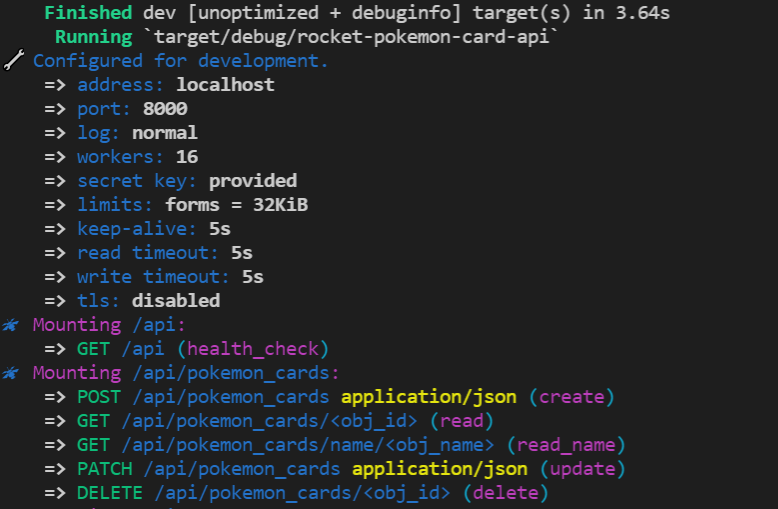 Finished dev [unoptimized + debuginfo] target(s) in 3.64s
Running `target/debug/rocket-pokemon-card-api`
Configured for development.
=> address: localhost
=> port: 8000
=> log: normal
=> workers: 16
=> secret key: provided
=> limits: forms = 32KiB
=> keep-alive: 5s
=> read timeout: 5s
=> write timeout: 5s
=> tls: disabled
Mounting /api:
=> GET /api (health_check)
Mounting /api/pokemon_cards:
=> POST /api/pokemon_cards application/json (create)
=> GET /api/pokemon_cards/<obj_id> (read)
=> GET /api/pokemon_cards/name/<obj_name> (read_name)
=> PATCH /api/pokemon_cards application/json (update)
=> DELETE /api/pokemon_cards/<obj_id> (delete)